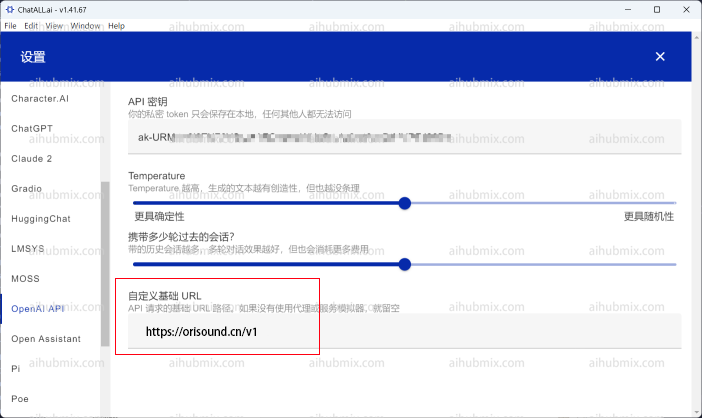 ChatALL.ai - v1.41.67
File Edit View Window Help
设置
Character.AI
ChatGPT
Claude 2
Gradio
HuggingChat
LMSYS
MOSS
OpenAI API
Open Assistant
Pi
Poe
API 密钥
你的私密 token 只会保存在本地，任何其他人都无法访问
ak-URM
Temperature
Temperature 越高，生成的文本越有创造性，但也越没条理
更具确定性 更具随机性
携带多少轮过去的会话？
带的历史会话越多，多轮对话效果越好，但也会消耗更多费用
自定义基础 URL
API 请求的基础 URL 路径。如果没有使用代理或服务模拟器，就留空
https://orisound.cn/v1
aihubmix.com